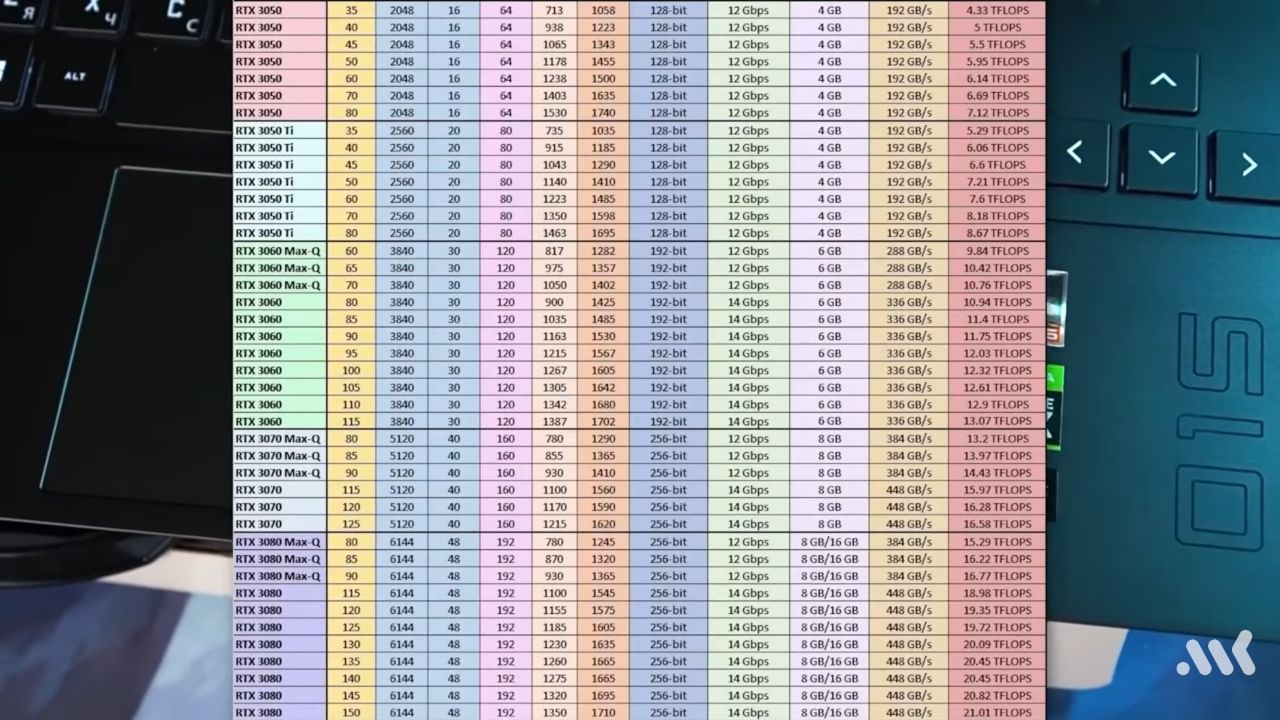 RTX 3050 35 2048 16 64 713 1058 128-bit 12 Gbps 4 GB 192 GB/s 4.33 TFLOPS
RTX 3050 40 2048 16 64 938 1223 128-bit 12 Gbps 4 GB 192 GB/s 5 TFLOPS
RTX 3050 45 2048 16 64 1065 1343 128-bit 12 Gbps 4 GB 192 GB/s 5.5 TFLOPS
RTX 3050 50 2048 16 64 1178 1455 128-bit 12 Gbps 4 GB 192 GB/s 5.95 TFLOPS
RTX 3050 60 2048 16 64 1238 1500 128-bit 12 Gbps 4 GB 192 GB/s 6.14 TFLOPS
RTX 3050 70 2048 16 64 1403 1635 128-bit 12 Gbps 4 GB 192 GB/s 6.69 TFLOPS
RTX 3050 80 2048 16 64 1530 1740 128-bit 12 Gbps 4 GB 192 GB/s 7.12 TFLOPS
RTX 3050 Ti 35 2560 20 80 735 1035 128-bit 12 Gbps 4 GB 192 GB/s 5.29 TFLOPS
RTX 3050 Ti 40 2560 20 80 915 1185 128-bit 12 Gbps 4 GB 192 GB/s 6.06 TFLOPS
RTX 3050 Ti 45 2560 20 80 1043 1290 128-bit 12 Gbps 4 GB 192 GB/s 6.6 TFLOPS
RTX 3050 Ti 50 2560 20 80 1140 1410 128-bit 12 Gbps 4 GB 192 GB/s 7.21 TFLOPS
RTX 3050 Ti 60 2560 20 80 1223 1485 128-bit 12 Gbps 4 GB 192 GB/s 7.6 TFLOPS
RTX 3050 Ti 70 2560 20 80 1350 1598 128-bit 12 Gbps 4 GB 192 GB/s 8.18 TFLOPS
RTX 3050 Ti 80 2560 20 80 1463 1695 128-bit 12 Gbps 4 GB 192 GB/s 8.67 TFLOPS
RTX 3060 Max-Q 60 3840 30 120 817 1282 192-bit 12 Gbps 6 GB 288 GB/s 9.84 TFLOPS
RTX 3060 Max-Q 65 3840 30 120 975 1357 192-bit 12 Gbps 6 GB 288 GB/s 10.42 TFLOPS
RTX 3060 Max-Q 70 3840 30 120 1050 1402 192-bit 12 Gbps 6 GB 288 GB/s 10.76 TFLOPS
RTX 3060 80 3840 30 120 900 1425 192-bit 14 Gbps 6 GB 336 GB/s 10.94 TFLOPS
RTX 3060 85 3840 30 120 1035 1485 192-bit 14 Gbps 6 GB 336 GB/s 11.4 TFLOPS
RTX 3060 90 3840 30 120 1163 1530 192-bit 14 Gbps 6 GB 336 GB/s 11.75 TFLOPS
RTX 3060 95 3840 30 120 1215 1567 192-bit 14 Gbps 6 GB 336 GB/s 12.03 TFLOPS
RTX 3060 100 3840 30 120 1267 1605 192-bit 14 Gbps 6 GB 336 GB/s 12.32 TFLOPS
RTX 3060 105 3840 30 120 1305 1642 192-bit 14 Gbps 6 GB 336 GB/s 12.61 TFLOPS
RTX 3060 110 3840 30 120 1342 1680 192-bit 14 Gbps 6 GB 336 GB/s 12.9 TFLOPS
RTX 3060 115 3840 30 120 1387 1702 192-bit 14 Gbps 6 GB 336 GB/s 13.07 TFLOPS
RTX 3070 Max-Q 80 5120 40 160 780 1290 256-bit 12 Gbps 8 GB 384 GB/s 13.2 TFLOPS
RTX 3070 Max-Q 85 5120 40 160 855 1365 256-bit 12 Gbps 8 GB 384 GB/s 13.97 TFLOPS
RTX 3070 Max-Q 90 5120 40 160 930 1410 256-bit 12 Gbps 8 GB 384 GB/s 14.43 TFLOPS
RTX 3070 115 5120 40 160 1100 1560 256-bit 14 Gbps 8 GB 448 GB/s 15.97 TFLOPS
RTX 3070 120 5120 40 160 1170 1590 256-bit 14 Gbps 8 GB 448 GB/s 16.28 TFLOPS
RTX 3070 125 5120 40 160 1215 1620 256-bit 14 Gbps 8 GB 448 GB/s 16.58 TFLOPS
RTX 3080 Max-Q 80 6144 48 192 780 1245 256-bit 12 Gbps 8 GB/16 GB 384 GB/s 15.29 TFLOPS
RTX 3080 Max-Q 85 6144 48 192 870 1320 256-bit 12 Gbps 8 GB/16 GB 384 GB/s 16.22 TFLOPS
RTX 3080 Max-Q 90 6144 48 192 930 1365 256-bit 12 Gbps 8 GB/16 GB 384 GB/s 16.77 TFLOPS
RTX 3080 115 6144 48 192 1100 1545 256-bit 14 Gbps 8 GB/16 GB 448 GB/s 18.98 TFLOPS
RTX 3080 120 6144 48 192 1155 1575 256-bit 14 Gbps 8 GB/16 GB 448 GB/s 19.35 TFLOPS
RTX 3080 125 6144 48 192 1185 1605 256-bit 14 Gbps 8 GB/16 GB 448 GB/s 19.72 TFLOPS
RTX 3080 130 6144 48 192 1230 1635 256-bit 14 Gbps 8 GB/16 GB 448 GB/s 20.09 TFLOPS
RTX 3080 135 6144 48 192 1260 1665 256-bit 14 Gbps 8 GB/16 GB 448 GB/s 20.45 TFLOPS
RTX 3080 140 6144 48 192 1275 1665 256-bit 14 Gbps 8 GB/16 GB 448 GB/s 20.45 TFLOPS
RTX 3080 145 6144 48 192 1320 1695 256-bit 14 Gbps 8 GB/16 GB 448 GB/s 20.82 TFLOPS
RTX 3080 150 6144 48 192 1350 1710 256-bit 14 Gbps 8 GB/16 GB 448 GB/s 21.01 TFLOPS
Я
Ч
C С
ALT
015